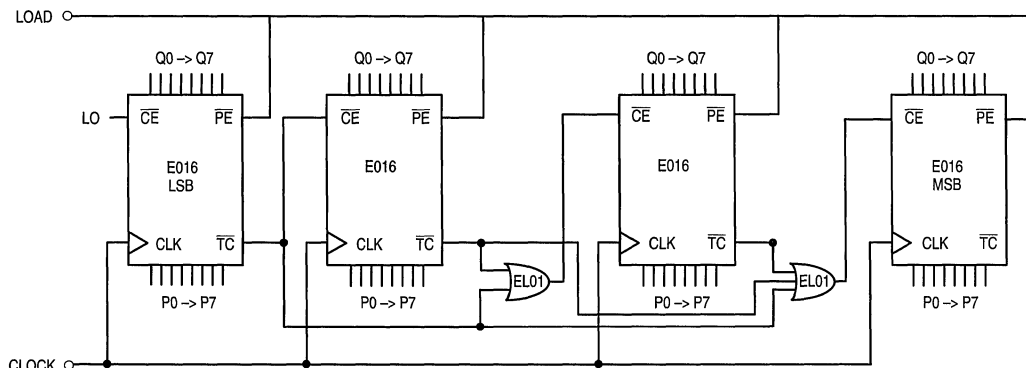 LOAD
Q0 –> Q7 Q0 –> Q7 Q0 –> Q7 Q0 –> Q7
LO CE PE CE PE CE PE CE PE
E016 E016 E016 E016
LSB MSB
CLK TC CLK TC CLK TC CLK TC
EL01 EL01
P0 –> P7 P0 –> P7 P0 –> P7 P0 –> P7
CLOCK